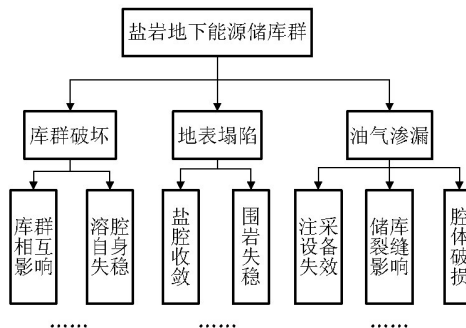 盐岩地下能源储库群
库群破坏
地表塌陷
油气渗漏
库群
相互
影响
溶腔
自身
失稳
盐腔收敛
围岩失稳
注采
设备
失效
储库
裂缝
影响
腔体破损
……
……
……